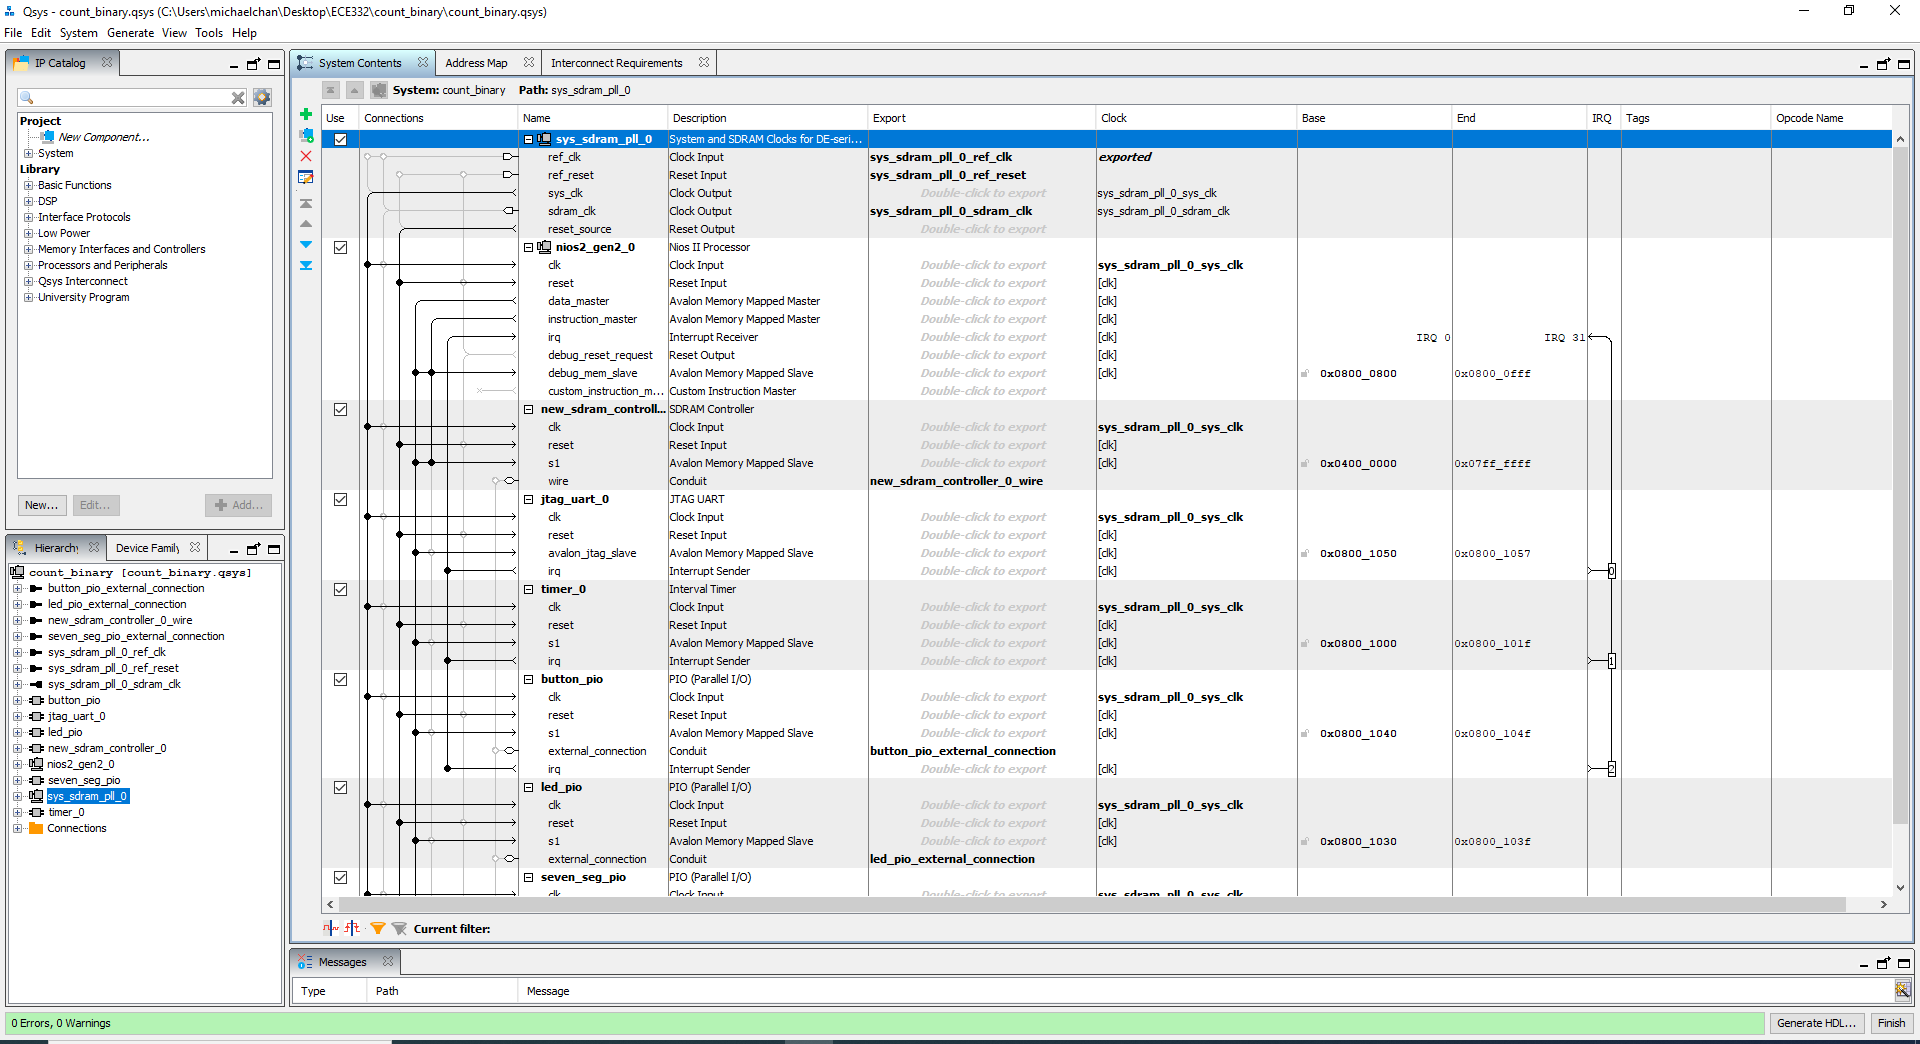 Qsys - count_binary.qsys (C:\Users\michaelchan\Desktop\ECE332\count_binary\count_binary.qsys)
File Edit System Generate View Tools Help
IP Catalog
Project
New Component...
System
Library
Basic Functions
DSP
Interface Protocols
Low Power
Memory Interfaces and Controllers
Processors and Peripherals
Qsys Interconnect
University Program
New... Edit... Add...
Hierarchy Device Family
count_binary [count_binary.qsys]
button_pio_external_connection
led_pio_external_connection
new_sdram_controller_0_wire
seven_seg_pio_external_connection
sys_sdram_pll_0_ref_clk
sys_sdram_pll_0_ref_reset
sys_sdram_pll_0_sdram_clk
button_pio
jtag_uart_0
led_pio
new_sdram_controller_0
nios2_gen2_0
seven_seg_pio
sys_sdram_pll_0
timer_0
Connections
System Contents Address Map Interconnect Requirements
System: count_binary Path: sys_sdram_pll_0
Use Connections Name Description Export Clock Base End IRQ Tags Opcode Name
sys_sdram_pll_0 System and SDRAM Clocks for DE-seri...
ref_clk Clock Input sys_sdram_pll_0_ref_clk exported
ref_reset Reset Input sys_sdram_pll_0_ref_reset
sys_clk Clock Output Double-click to export sys_sdram_pll_0_sys_clk
sdram_clk Clock Output sys_sdram_pll_0_sdram_clk sys_sdram_pll_0_sdram_clk
reset_source Reset Output Double-click to export
nios2_gen2_0 Nios II Processor
clk Clock Input Double-click to export sys_sdram_pll_0_sys_clk
reset Reset Input Double-click to export [clk]
data_master Avalon Memory Mapped Master Double-click to export [clk]
instruction_master Avalon Memory Mapped Master Double-click to export [clk]
irq Interrupt Receiver Double-click to export [clk] IRQ 0 IRQ 31
debug_reset_request Reset Output Double-click to export [clk]
debug_mem_slave Avalon Memory Mapped Slave Double-click to export [clk] 0x0800_0800 0x0800_0fff
custom_instruction_m... Custom Instruction Master Double-click to export
new_sdram_controll... SDRAM Controller
clk Clock Input Double-click to export sys_sdram_pll_0_sys_clk
reset Reset Input Double-click to export [clk]
s1 Avalon Memory Mapped Slave Double-click to export [clk] 0x0400_0000 0x07ff_ffff
wire Conduit new_sdram_controller_0_wire
jtag_uart_0 JTAG UART
clk Clock Input Double-click to export sys_sdram_pll_0_sys_clk
reset Reset Input Double-click to export [clk]
avalon_jtag_slave Avalon Memory Mapped Slave Double-click to export [clk] 0x0800_1050 0x0800_1057
irq Interrupt Sender Double-click to export [clk] 0
timer_0 Interval Timer
clk Clock Input Double-click to export sys_sdram_pll_0_sys_clk
reset Reset Input Double-click to export [clk]
s1 Avalon Memory Mapped Slave Double-click to export [clk] 0x0800_1000 0x0800_101f
irq Interrupt Sender Double-click to export [clk] 1
button_pio PIO (Parallel I/O)
clk Clock Input Double-click to export sys_sdram_pll_0_sys_clk
reset Reset Input Double-click to export [clk]
s1 Avalon Memory Mapped Slave Double-click to export [clk] 0x0800_1040 0x0800_104f
external_connection Conduit button_pio_external_connection
irq Interrupt Sender Double-click to export [clk] 2
led_pio PIO (Parallel I/O)
clk Clock Input Double-click to export sys_sdram_pll_0_sys_clk
reset Reset Input Double-click to export [clk]
s1 Avalon Memory Mapped Slave Double-click to export [clk] 0x0800_1030 0x0800_103f
external_connection Conduit led_pio_external_connection
seven_seg_pio PIO (Parallel I/O)
clk Clock Input Double-click to export sys_sdram_pll_0_sys_clk
Current filter:
Messages
Type Path Message
0 Errors, 0 Warnings
Generate HDL... Finish